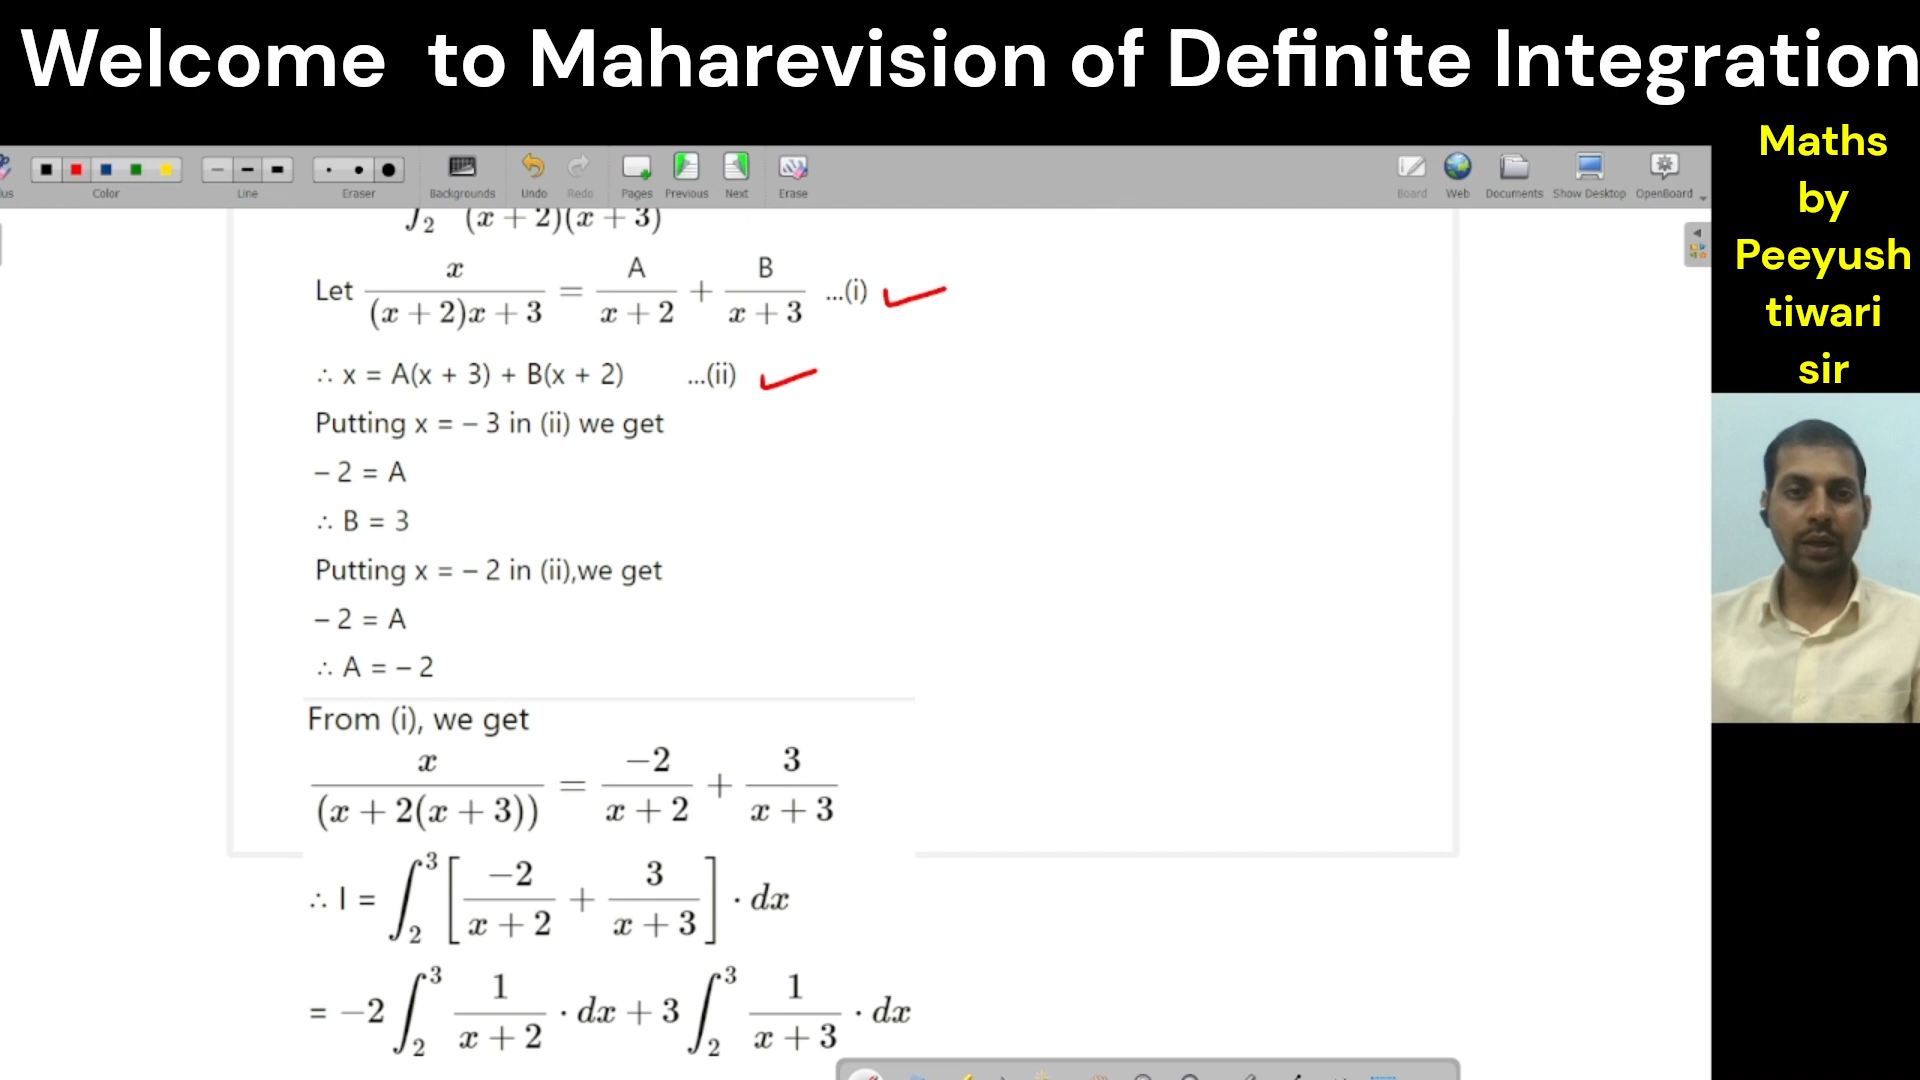 Welcome to Maharevision of Definite Integration
Maths
by
Peeyush
tiwari
sir
Color Line Eraser Backgrounds Undo Redo Pages Previous Next Erase Board Web Documents Show Desktop OpenBoard
∫₂ (x + 2)(x + 3)
Let x/((x + 2)x + 3) = A/(x + 2) + B/(x + 3) ...(i)
∴ x = A(x + 3) + B(x + 2) ...(ii)
Putting x = – 3 in (ii) we get
– 2 = A
∴ B = 3
Putting x = – 2 in (ii),we get
– 2 = A
∴ A = – 2
From (i), we get
x/(x + 2(x + 3)) = −2/(x + 2) + 3/(x + 3)
∴ I = ∫₂³ [−2/(x + 2) + 3/(x + 3)] · dx
= −2 ∫₂³ 1/(x + 2) · dx + 3 ∫₂³ 1/(x + 3) · dx